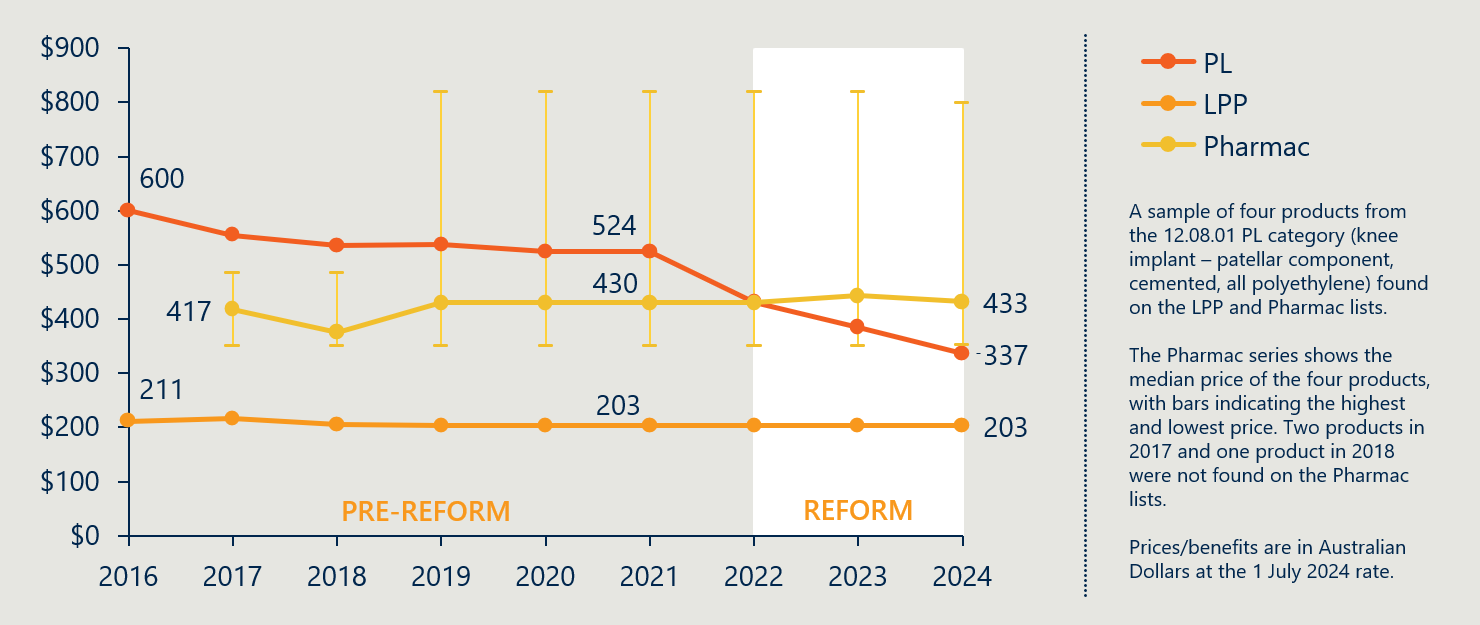 $900
$800
$700
$600
$500
$400
$300
$200
$100
$0
600
524
430
417
433
337
211
203
203
PRE-REFORM
REFORM
2016 2017 2018 2019 2020 2021 2022 2023 2024
PL
LPP
Pharmac
A sample of four products from
the 12.08.01 PL category (knee
implant – patellar component,
cemented, all polyethylene) found
on the LPP and Pharmac lists.
The Pharmac series shows the
median price of the four products,
with bars indicating the highest
and lowest price. Two products in
2017 and one product in 2018
were not found on the Pharmac
lists.
Prices/benefits are in Australian
Dollars at the 1 July 2024 rate.